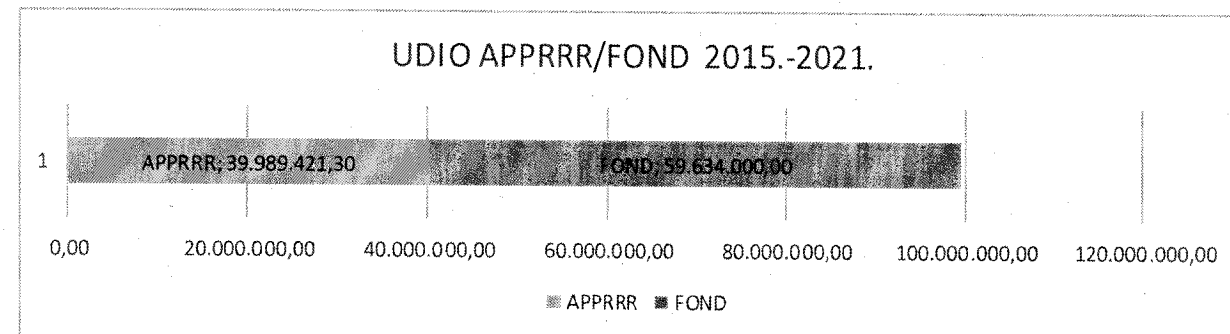 UDIO APPRRR/FOND 2015.-2021.
1
APPRRR; 39.989.421,30
FOND; 59.634.000,00
0,00 20.000.000,00 40.000.000,00 60.000.000,00 80.000.000,00 100.000.000,00 120.000.000,00
APPRRR FOND